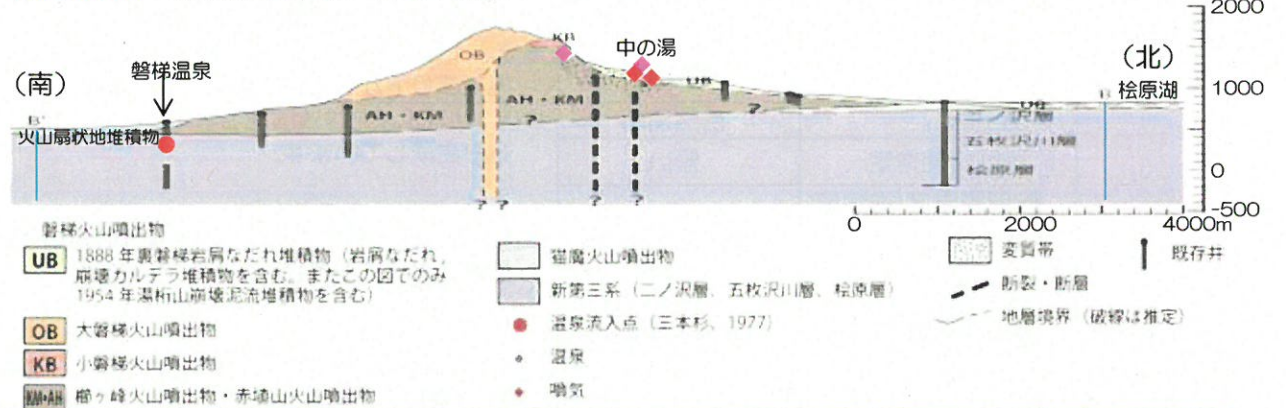 2000
1000
0
-500
0
2000
4000m
（南）
磐梯温泉
中の湯
（北）
桧原湖
B'
B
火山扇状地堆積物
OB
KB
UB
UB
AH・KM
AH・KM
?
?
? ?
?
?
二ノ沢層
五枚沢川層
桧原層
磐梯火山噴出物
UB 1888年裏磐梯岩屑なだれ堆積物（岩屑なだれ、
崩壊カルデラ堆積物を含む。またこの図でのみ
1954年湯桁山崩壊泥流堆積物を含む）
OB 大磐梯火山噴出物
KB 小磐梯火山噴出物
KM・AH 櫛ヶ峰火山噴出物・赤埴山火山噴出物
猫魔火山噴出物
新第三系（二ノ沢層、五枚沢川層、桧原層）
温泉流入点（三本杉、1977）
温泉
噴気
変質帯
既存井
断裂・断層
地層境界（破線は推定）